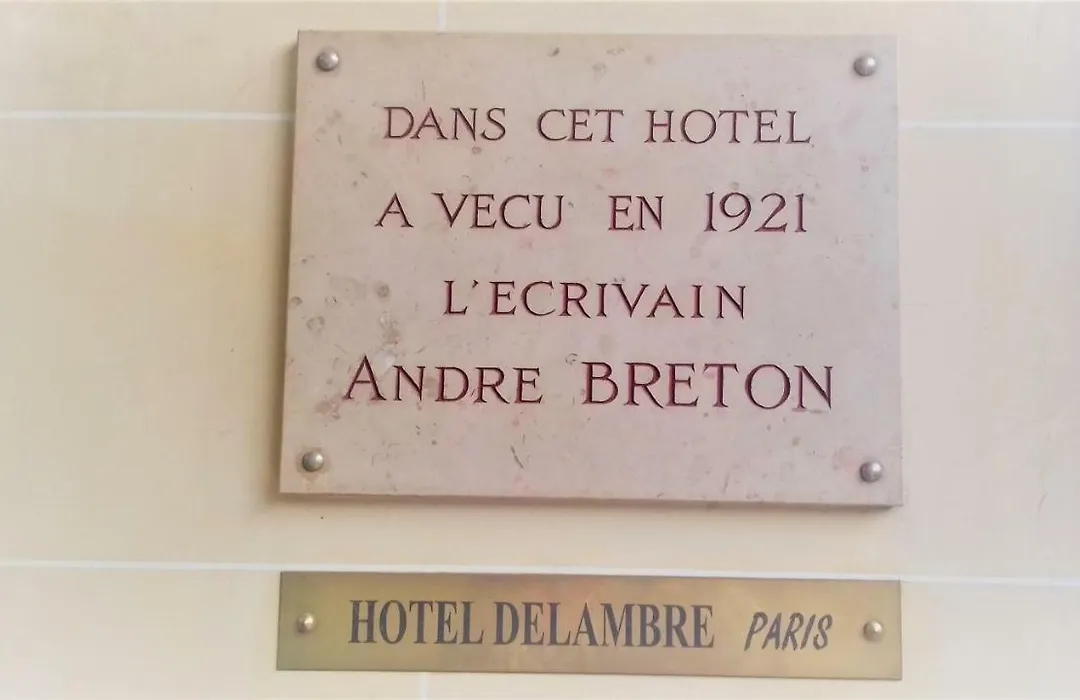 DANS CET HOTEL
A VECU EN 1921
L'ECRIVAIN
ANDRE BRETON
HOTEL DELAMBRE PARIS